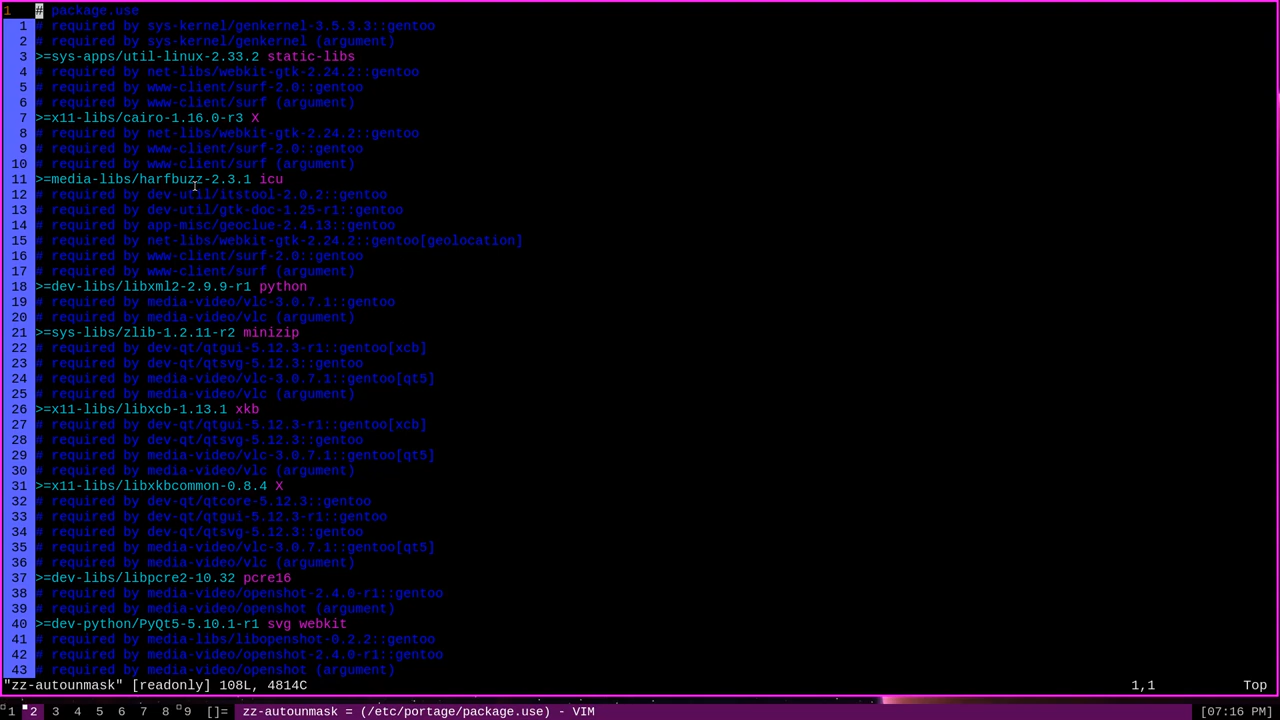 1   # package.use
1 # required by sys-kernel/genkernel-3.5.3.3::gentoo
2 # required by sys-kernel/genkernel (argument)
3 >=sys-apps/util-linux-2.33.2 static-libs
4 # required by net-libs/webkit-gtk-2.24.2::gentoo
5 # required by www-client/surf-2.0::gentoo
6 # required by www-client/surf (argument)
7 >=x11-libs/cairo-1.16.0-r3 X
8 # required by net-libs/webkit-gtk-2.24.2::gentoo
9 # required by www-client/surf-2.0::gentoo
10 # required by www-client/surf (argument)
11 >=media-libs/harfbuzz-2.3.1 icu
12 # required by dev-util/itstool-2.0.2::gentoo
13 # required by dev-util/gtk-doc-1.25-r1::gentoo
14 # required by app-misc/geoclue-2.4.13::gentoo
15 # required by net-libs/webkit-gtk-2.24.2::gentoo[geolocation]
16 # required by www-client/surf-2.0::gentoo
17 # required by www-client/surf (argument)
18 >=dev-libs/libxml2-2.9.9-r1 python
19 # required by media-video/vlc-3.0.7.1::gentoo
20 # required by media-video/vlc (argument)
21 >=sys-libs/zlib-1.2.11-r2 minizip
22 # required by dev-qt/qtgui-5.12.3-r1::gentoo[xcb]
23 # required by dev-qt/qtsvg-5.12.3::gentoo
24 # required by media-video/vlc-3.0.7.1::gentoo[qt5]
25 # required by media-video/vlc (argument)
26 >=x11-libs/libxcb-1.13.1 xkb
27 # required by dev-qt/qtgui-5.12.3-r1::gentoo[xcb]
28 # required by dev-qt/qtsvg-5.12.3::gentoo
29 # required by media-video/vlc-3.0.7.1::gentoo[qt5]
30 # required by media-video/vlc (argument)
31 >=x11-libs/libxkbcommon-0.8.4 X
32 # required by dev-qt/qtcore-5.12.3::gentoo
33 # required by dev-qt/qtgui-5.12.3-r1::gentoo
34 # required by dev-qt/qtsvg-5.12.3::gentoo
35 # required by media-video/vlc-3.0.7.1::gentoo[qt5]
36 # required by media-video/vlc (argument)
37 >=dev-libs/libpcre2-10.32 pcre16
38 # required by media-video/openshot-2.4.0-r1::gentoo
39 # required by media-video/openshot (argument)
40 >=dev-python/PyQt5-5.10.1-r1 svg webkit
41 # required by media-libs/libopenshot-0.2.2::gentoo
42 # required by media-video/openshot-2.4.0-r1::gentoo
43 # required by media-video/openshot (argument)
"zz-autounmask" [readonly] 108L, 4814C 1,1 Top
1 2 3 4 5 6 7 8 9 []= zz-autounmask = (/etc/portage/package.use) - VIM [07:16 PM]